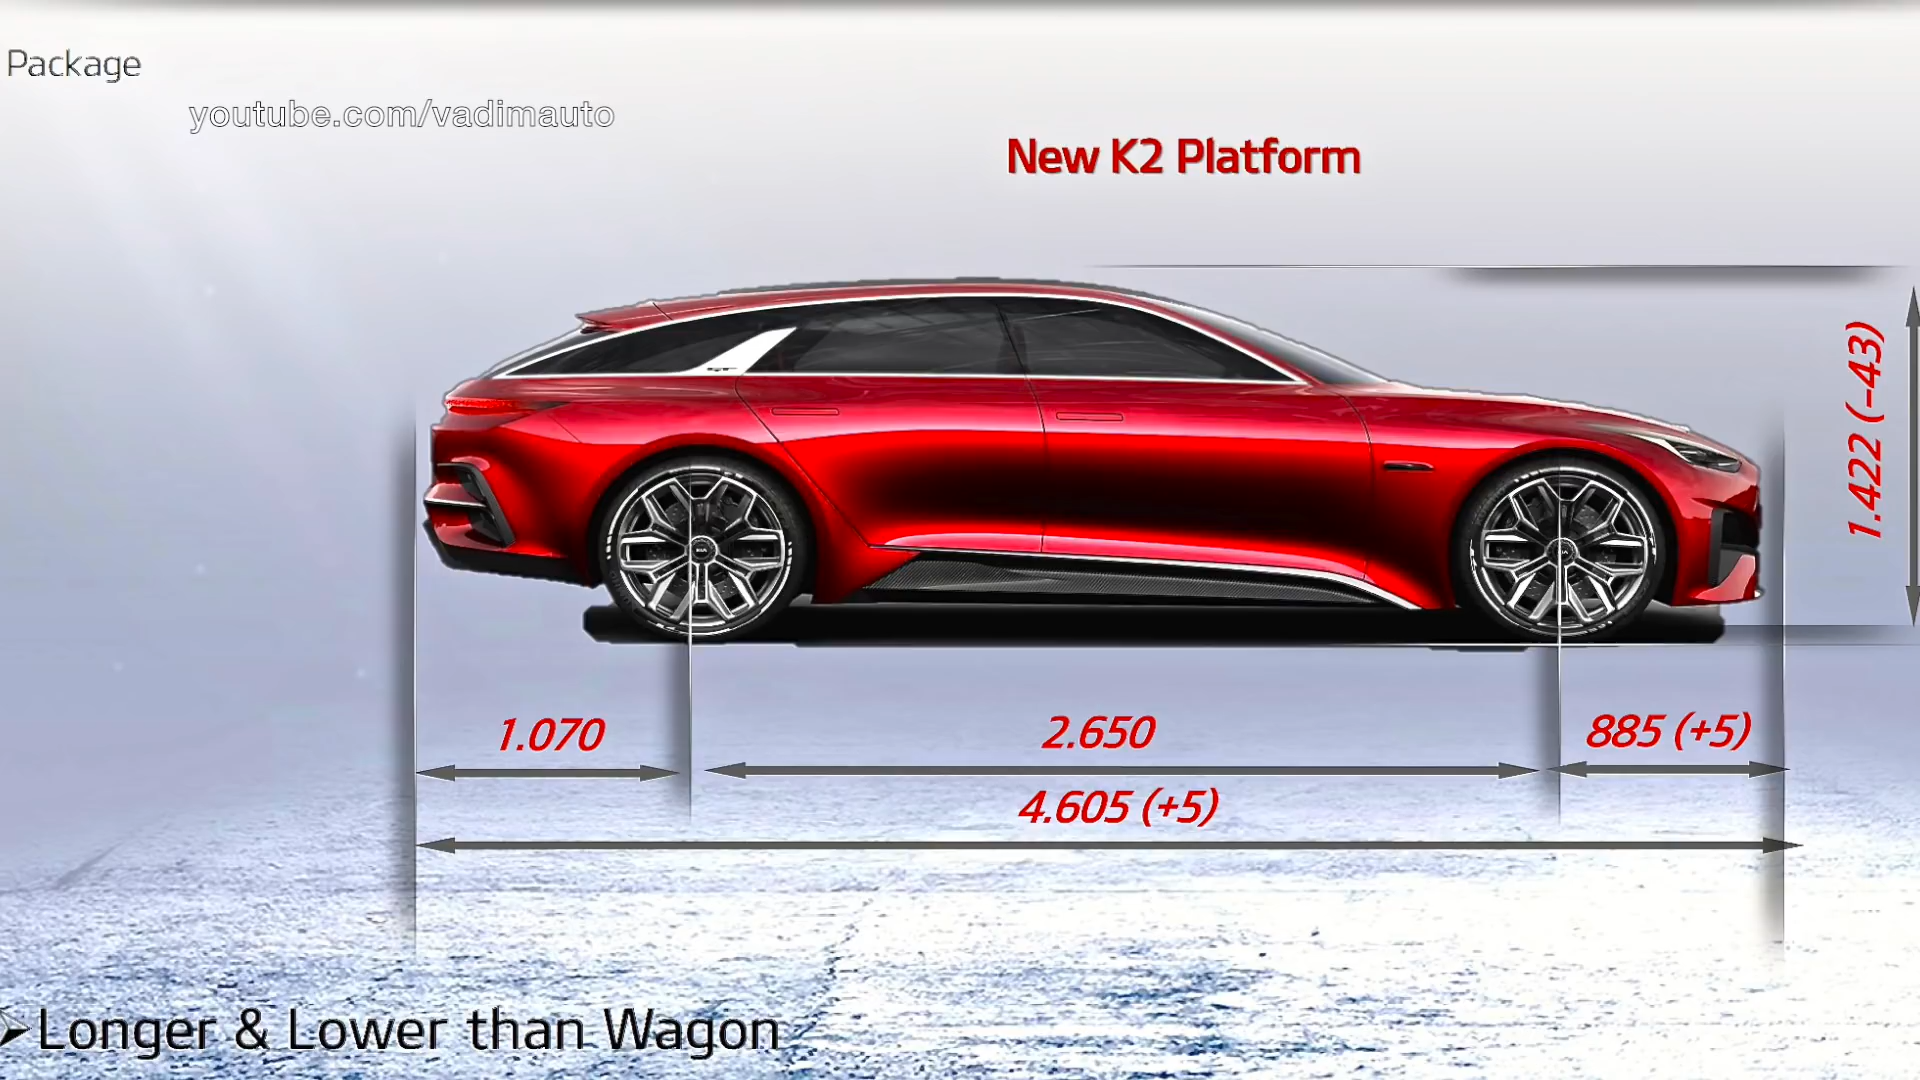 Package
youtube.com/vadimauto
New K2 Platform
1.422 (-43)
1.070
2.650
885 (+5)
4.605 (+5)
➢Longer & Lower than Wagon